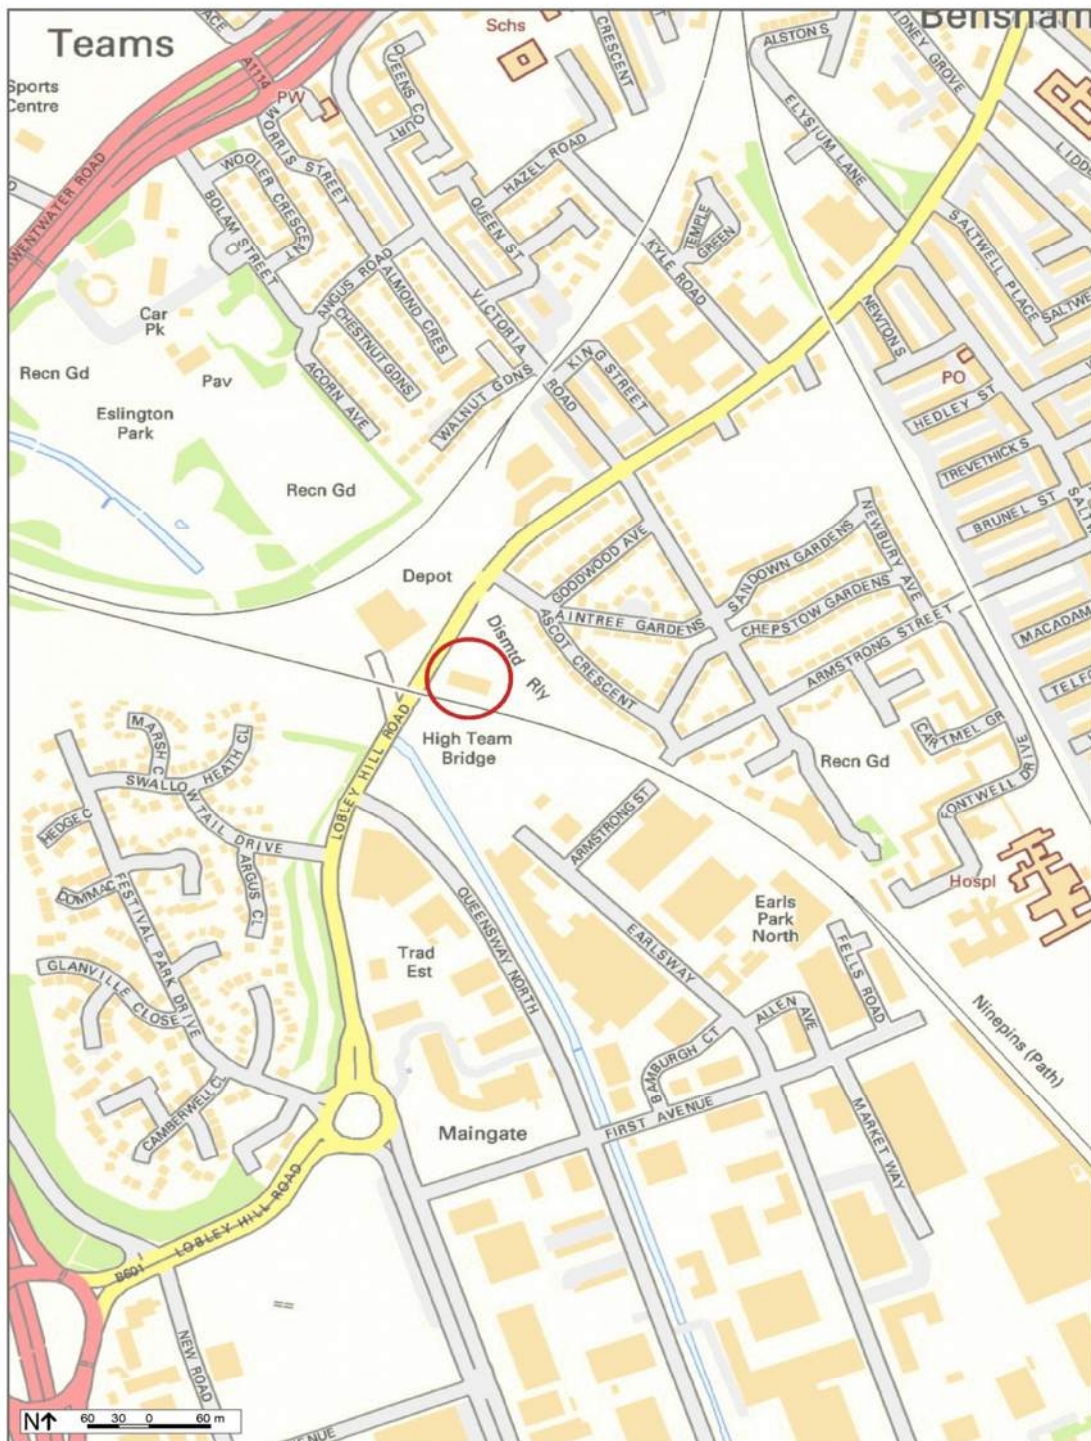 Teams
Bensham
Schs
Sports
Centre
A1114
PW
QUEENS COURT
CRESCENT
ALSTON S
GROVE
ELYSIUM LANE
MORRIS STREET
WOOLER CRESCENT
BOLAM STREET
HAZEL ROAD
QUEEN ST
TEMPLE
GREEN
KYLE ROAD
SALTWELL PLACE
Car
Pk
ANGUS ROAD
ALMOND CRES
CHESTNUT GDNS
VICTORIA
ROAD
ACORN AVE
WALNUT GDNS
KING STREET
NEWTON S
PO
HEDLEY ST
TREVETHICK S
BRUNEL ST
Recn Gd
Pav
Eslington
Park
Recn Gd
Depot
GOODWOOD AVE
SANDOWN GARDENS
NEWBURY AVE
AINTREE GARDENS
CHEPSTOW GARDENS
ASCOT CRESCENT
ARMSTRONG STREET
MACADAM
TELFO
Dismtd
Rly
High Team
Bridge
CARTMEL GR
Recn Gd
FONTWELL DRIVE
MARSH C
SWALLOW TAIL DRIVE
HEATH CL
LOBLEY HILL ROAD
HEDGE C
ARGUS CL
FESTIVAL PARK DRIVE
GLANVILLE CLOSE
CAMBERWELL CL
ARMSTRONG ST
Hospl
Earls
Park
North
QUEENSWAY NORTH
EARLSWAY
Trad
Est
FELLS ROAD
ALLEN AVE
BAMBURGH CT
Ninepins (Path)
FIRST AVENUE
MARKET WAY
Maingate
LOBLEY HILL ROAD
NEW ROAD
N
60 30 0 60 m